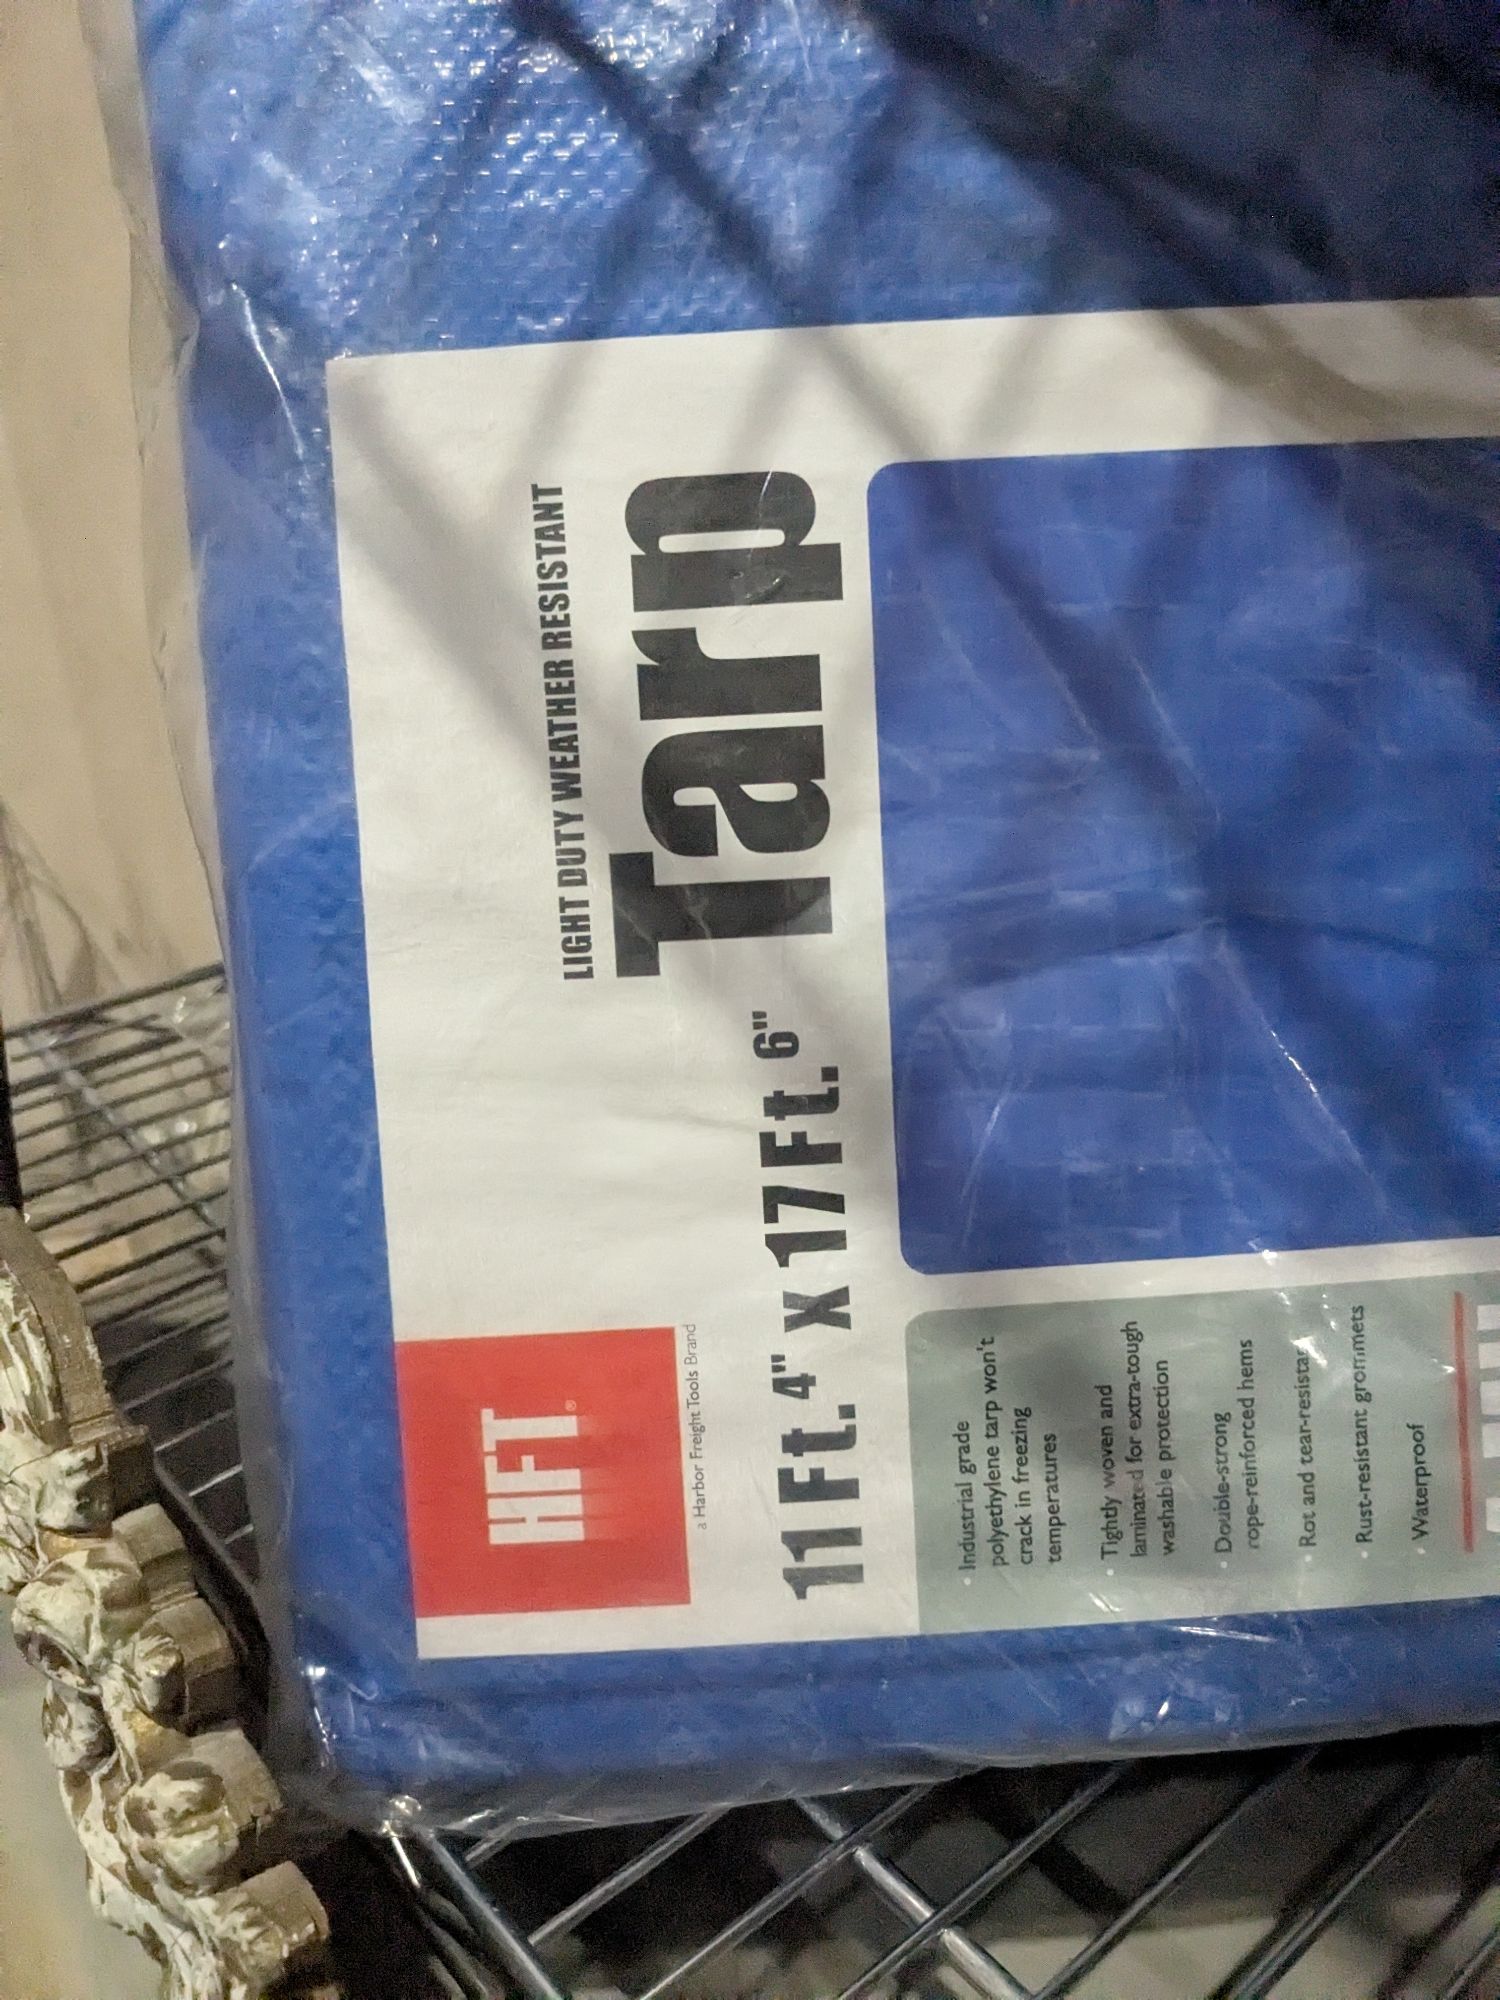 HFT®
a Harbor Freight Tools Brand
LIGHT DUTY WEATHER RESISTANT
Tarp
11 Ft. 4" X 17 Ft. 6"
• Industrial grade
polyethylene tarp won't
crack in freezing
temperatures
• Tightly woven and
laminated for extra-tough
washable protection
• Double-strong
rope-reinforced hems
• Rot and tear-resistant
• Rust-resistant grommets
• Waterproof